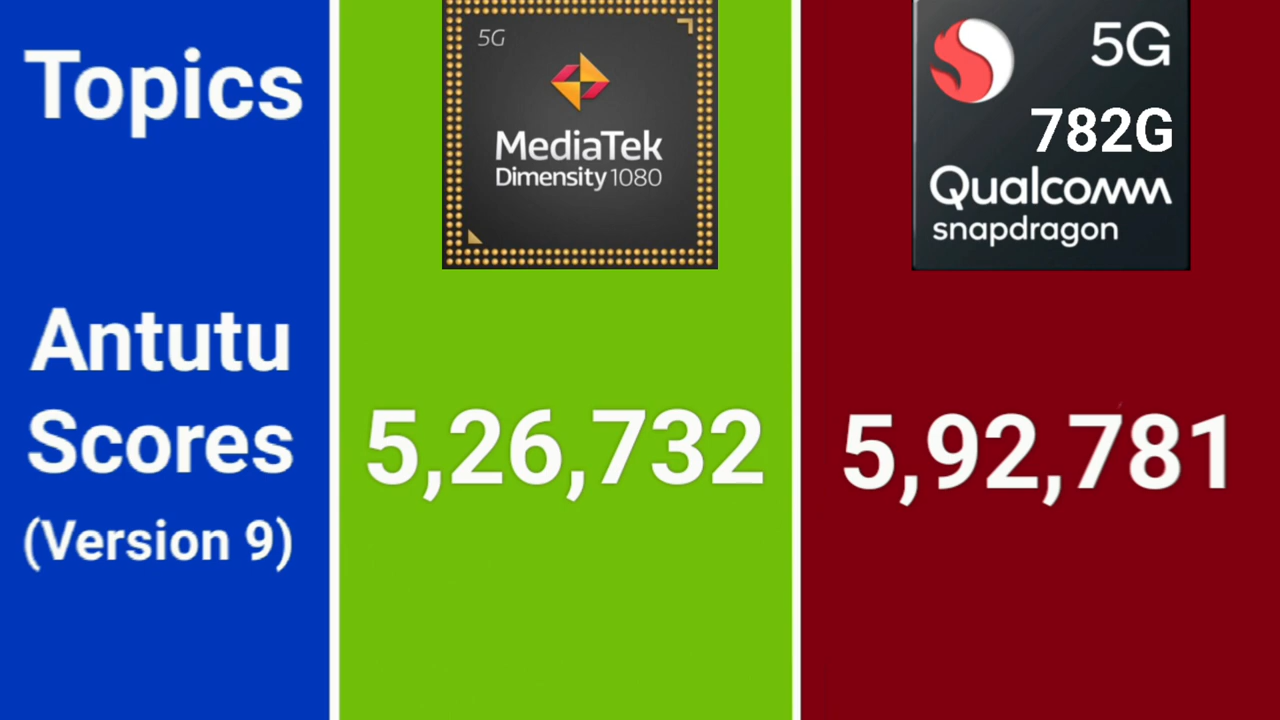 Topics
5G
MediaTek
Dimensity 1080
5G
782G
Qualcomm
snapdragon
Antutu
Scores
(Version 9)
5,26,732
5,92,781